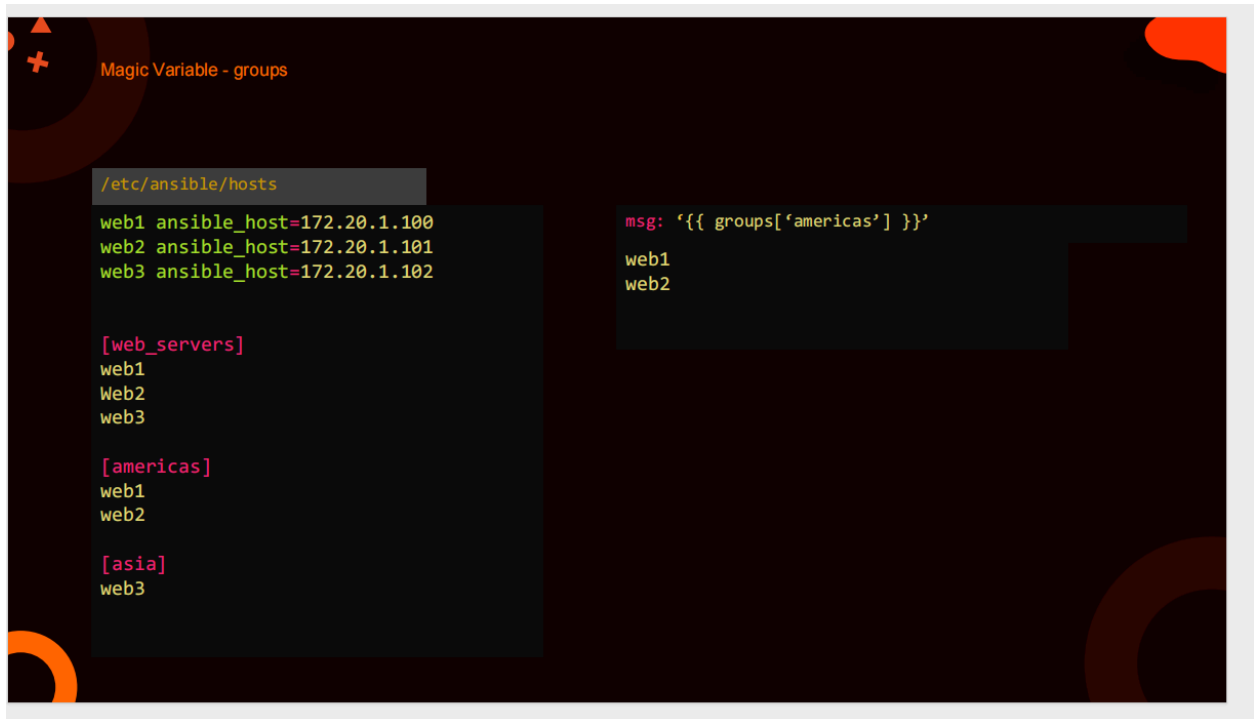 Magic Variable - groups
/etc/ansible/hosts
web1 ansible_host=172.20.1.100
web2 ansible_host=172.20.1.101
web3 ansible_host=172.20.1.102
[web_servers]
web1
Web2
web3
[americas]
web1
web2
[asia]
web3
msg: ‘{{ groups[‘americas’] }}’
web1
web2